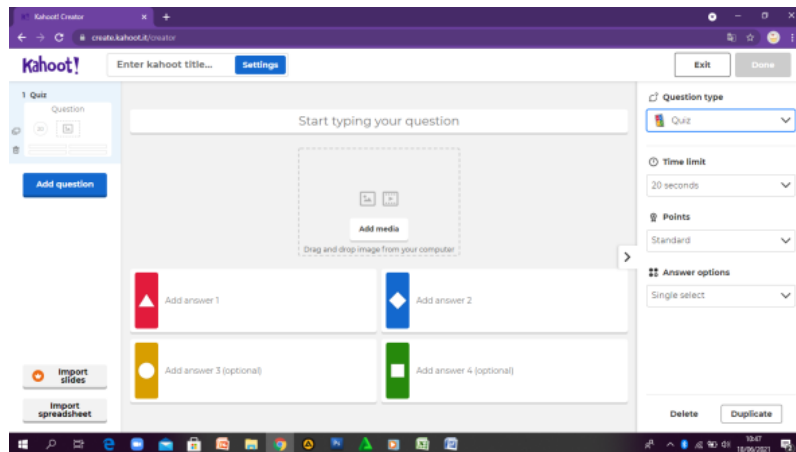 Kahoot! Creator
create.kahoot.it/creator
Kahoot!
Enter kahoot title...
Settings
Exit
Done
1 Quiz
Question
Add question
Import
slides
Import
spreadsheet
Start typing your question
Add media
Drag and drop image from your computer
Add answer 1
Add answer 2
Add answer 3 (optional)
Add answer 4 (optional)
Question type
Quiz
Time limit
20 seconds
Points
Standard
Answer options
Single select
Delete
Duplicate
10:47
18/06/2021